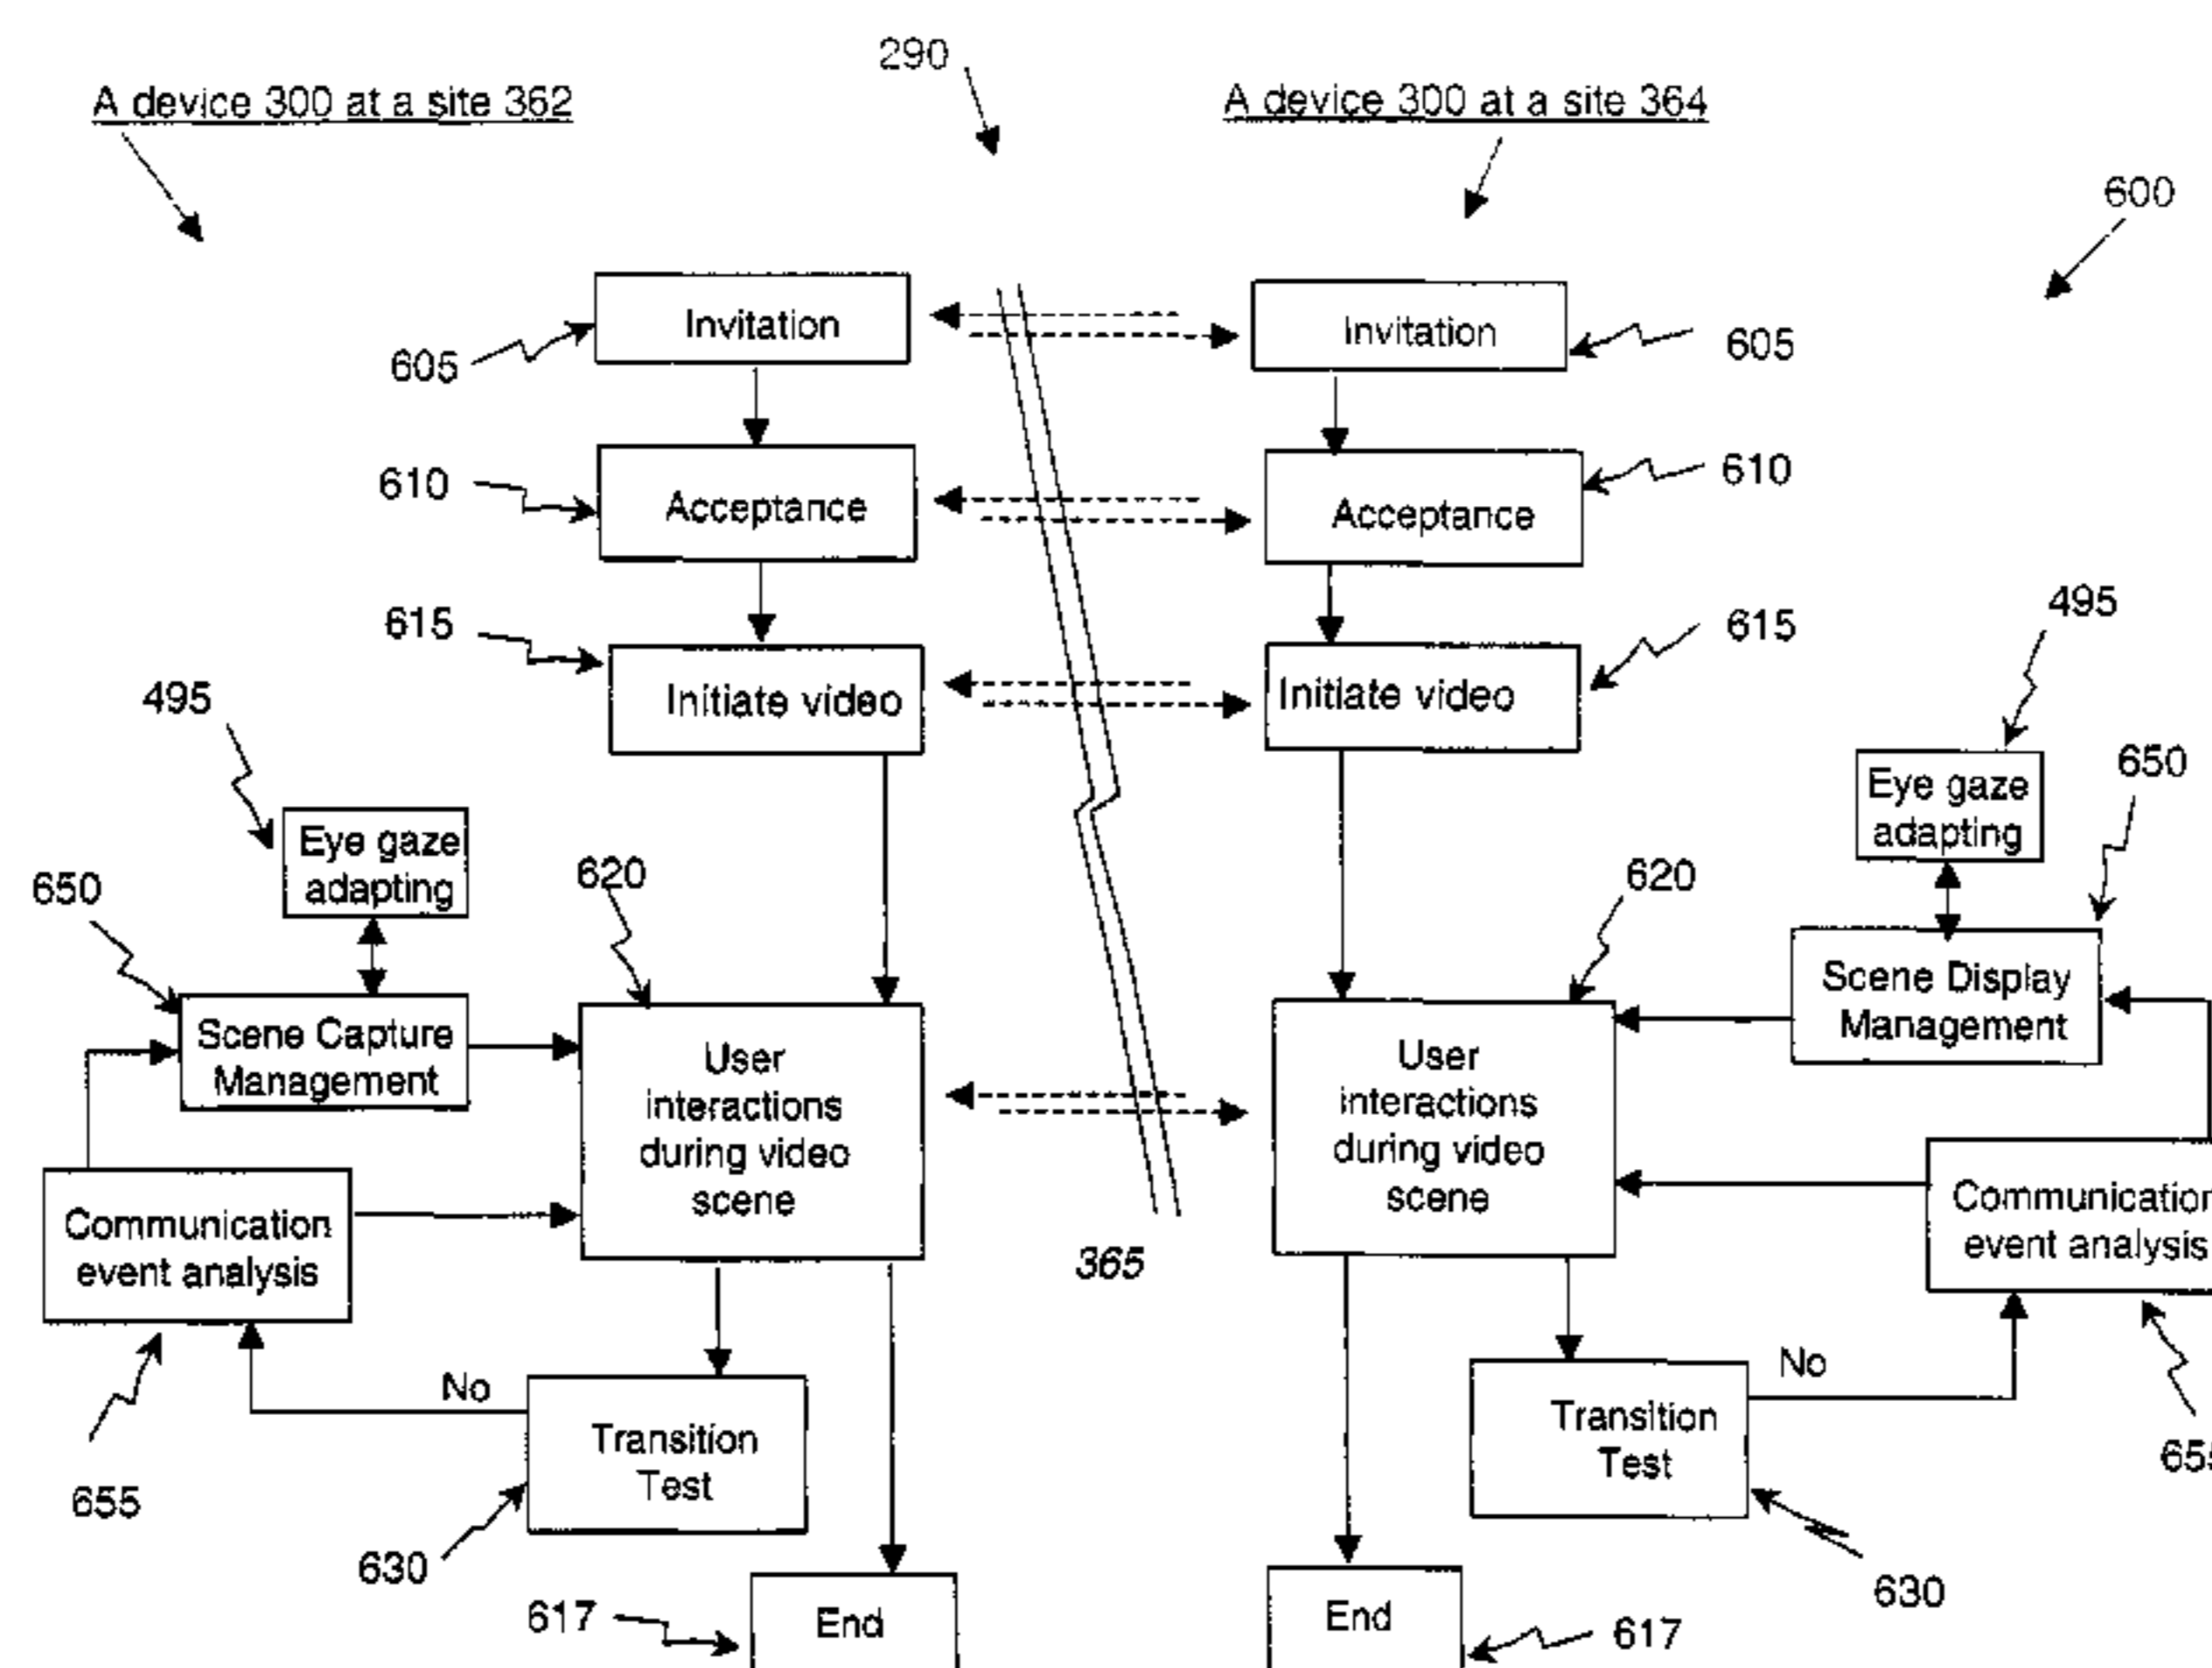 290
A device 300 at a site 362
A device 300 at a site 364
600
Invitation
Invitation
605
605
Acceptance
Acceptance
610
610
615
615
Initiate video
Initiate video
495
495
Eye gaze
adapting
Eye gaze
adapting
650
650
620
620
Scene Capture
Management
Scene Display
Management
User
interactions
during video
scene
User
interactions
during video
scene
Communication
event analysis
Communication
event analysis
365
No
No
Transition
Test
Transition
Test
655
655
630
630
617
End
End
617